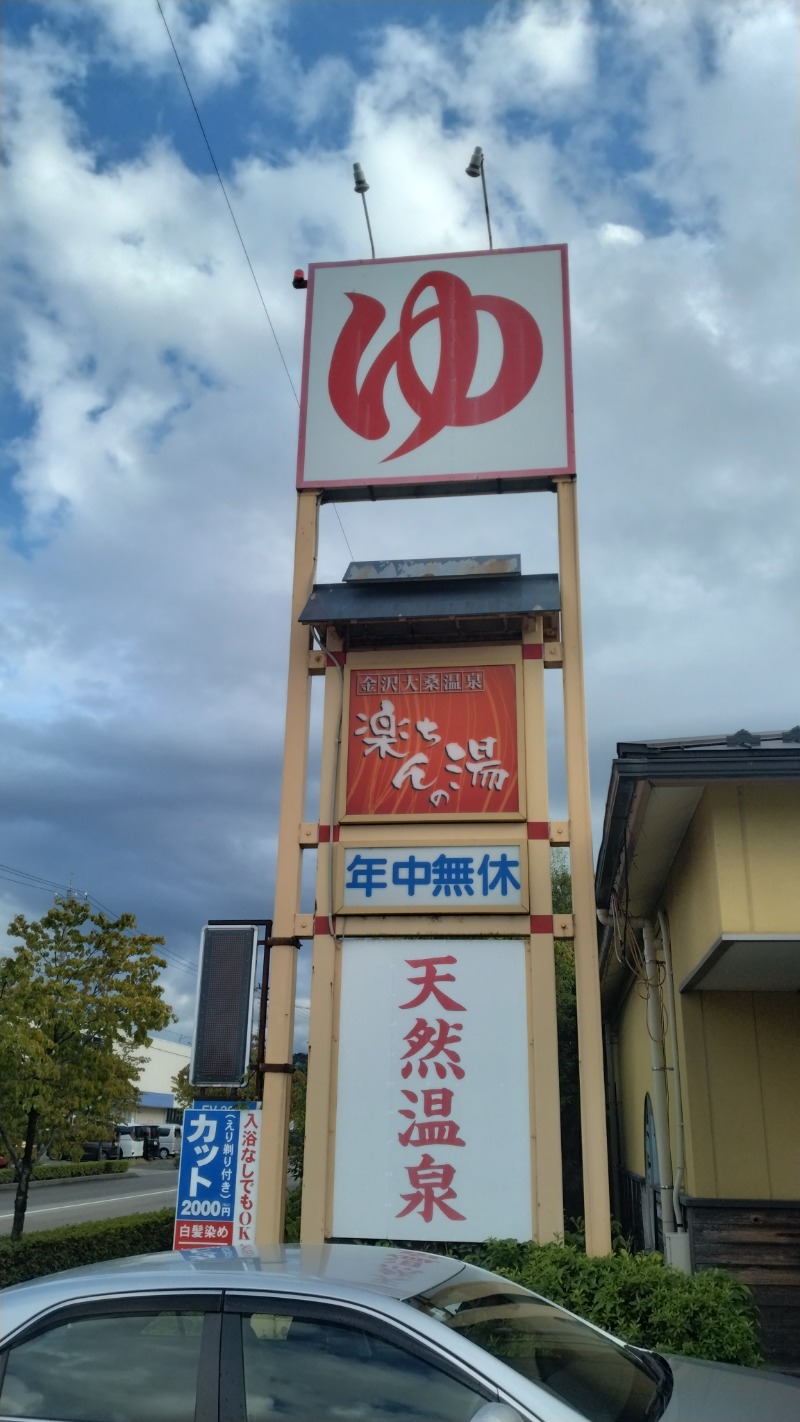 ゆ
金沢大桑温泉
楽ちんの湯
年中無休
天然温泉
入浴なしでもOK
(えり剃り付き)
カット
2000円
白髪染め